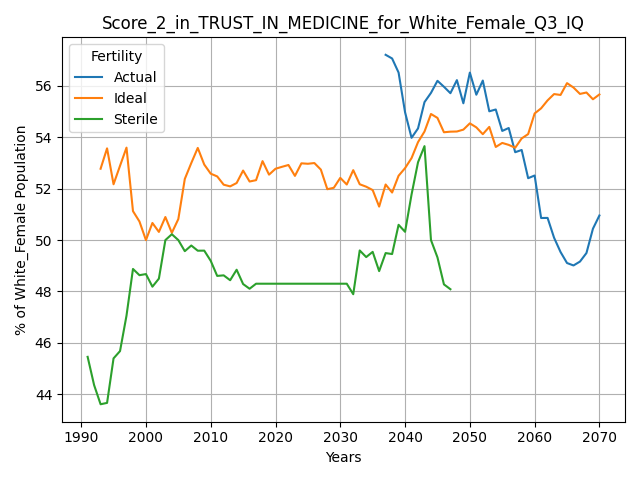 Score_2_in_TRUST_IN_MEDICINE_for_White_Female_Q3_IQ
Fertility
Actual
Ideal
Sterile
% of White_Female Population
56
54
52
50
48
46
44
1990
2000
2010
2020
2030
2040
2050
2060
2070
Years